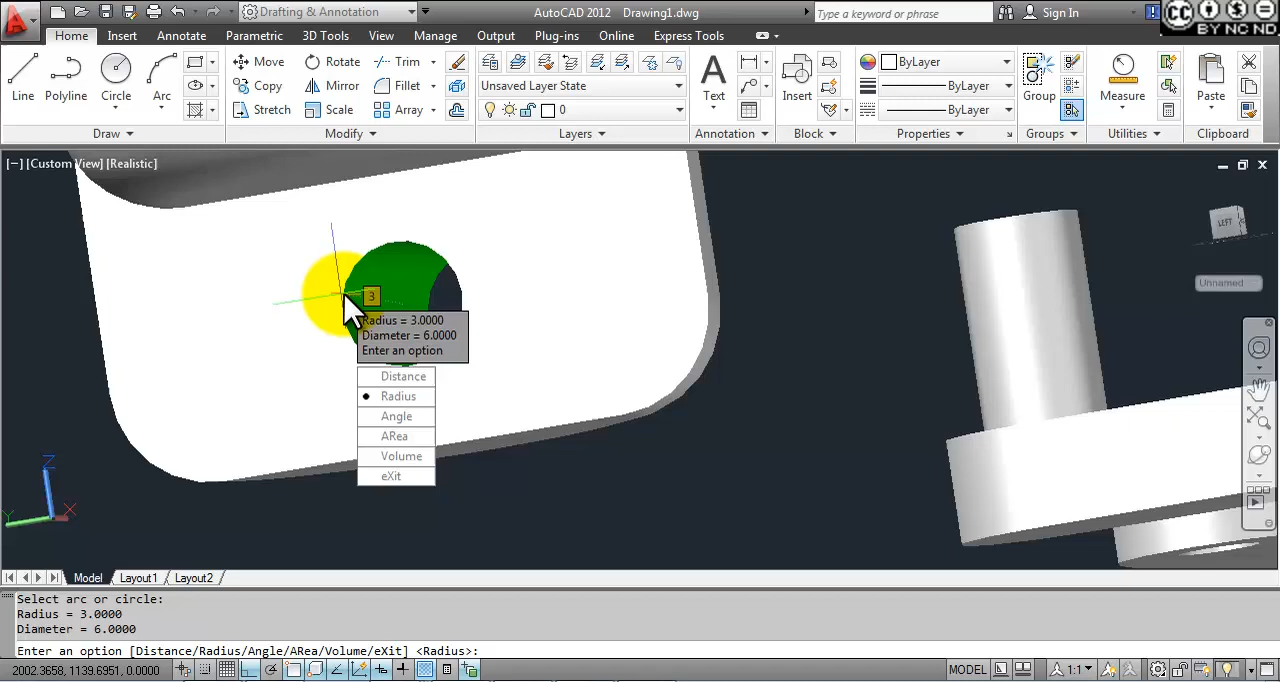 Drafting & Annotation
AutoCAD 2012 Drawing1.dwg
Type a keyword or phrase
Sign In
CC BY NC ND
Home Insert Annotate Parametric 3D Tools View Manage Output Plug-ins Online Express Tools
Line Polyline Circle Arc
Draw
Move Rotate Trim
Copy Mirror Fillet
Stretch Scale Array
Modify
Unsaved Layer State
0
Layers
Text
Annotation
Insert
Block
ByLayer
ByLayer
ByLayer
Properties
Group
Groups
Measure
Utilities
Paste
Clipboard
[−] [Custom View] [Realistic]
LEFT
Unnamed
3
Radius = 3.0000
Diameter = 6.0000
Enter an option
Distance
Radius
Angle
ARea
Volume
eXit
Z
X
Y
Model Layout1 Layout2
Select arc or circle:
Radius = 3.0000
Diameter = 6.0000
Enter an option [Distance/Radius/Angle/ARea/Volume/eXit] <Radius>:
2002.3658, 1139.6951, 0.0000
MODEL
1:1